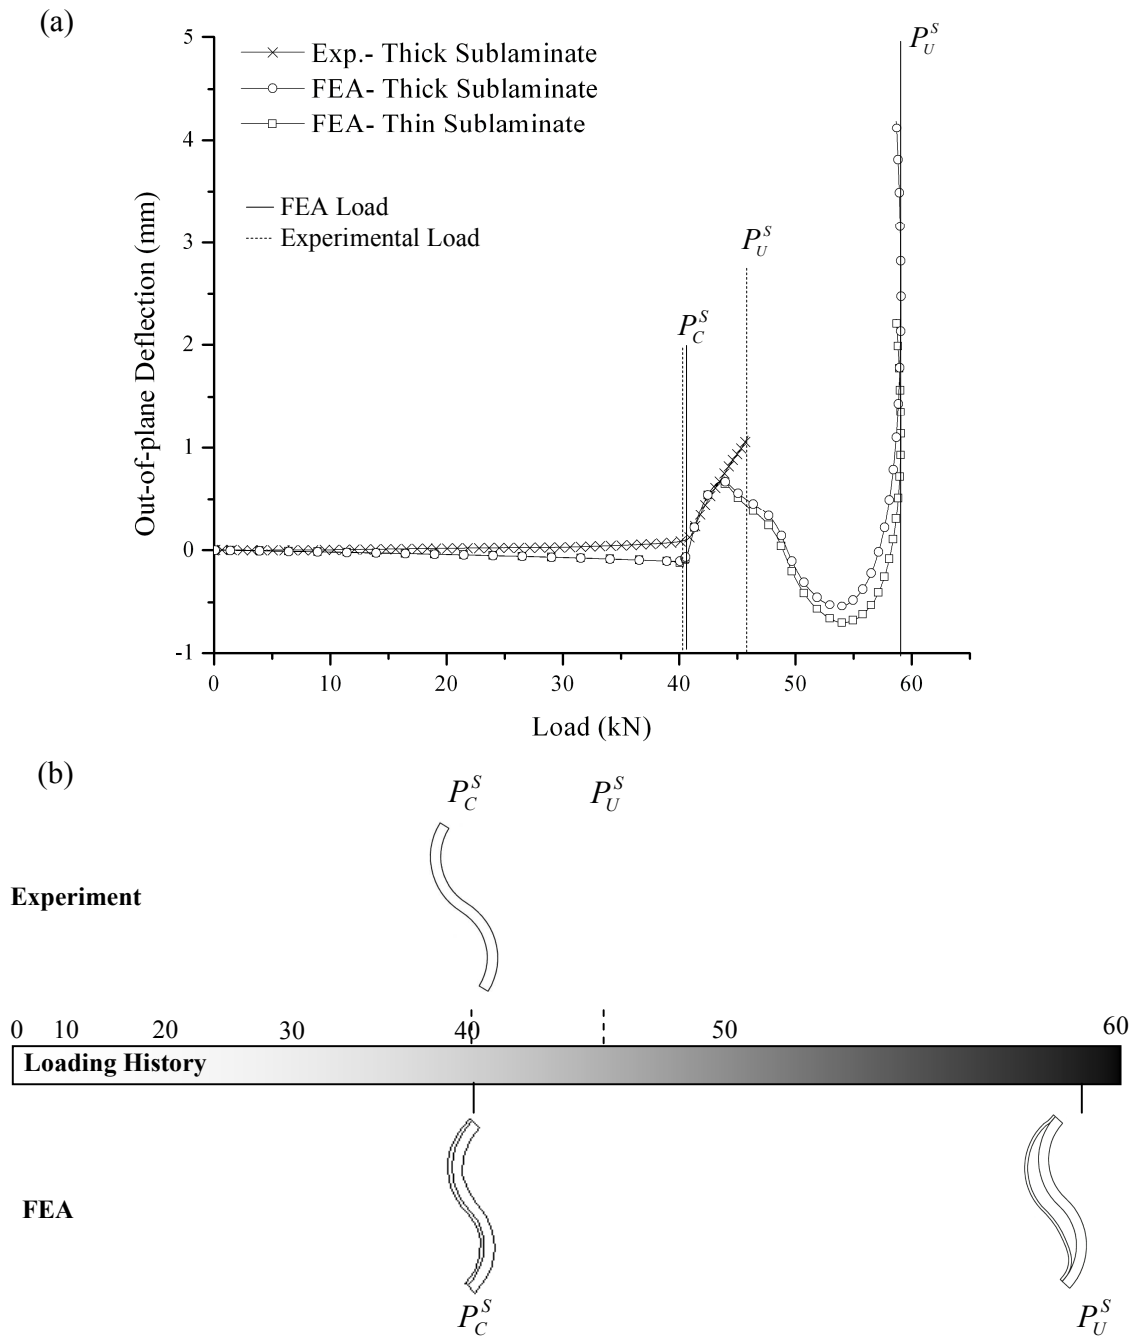 (a)
P_U^S
5
Exp.- Thick Sublaminate
FEA- Thick Sublaminate
4
FEA- Thin Sublaminate
FEA Load
3
Experimental Load
P_U^S
Out-of-plane Deflection (mm)
2
P_C^S
1
0
-1
0 10 20 30 40 50 60
Load (kN)
(b)
P_C^S P_U^S
Experiment
0 10 20 30 40 50 60
Loading History
FEA
P_C^S P_U^S